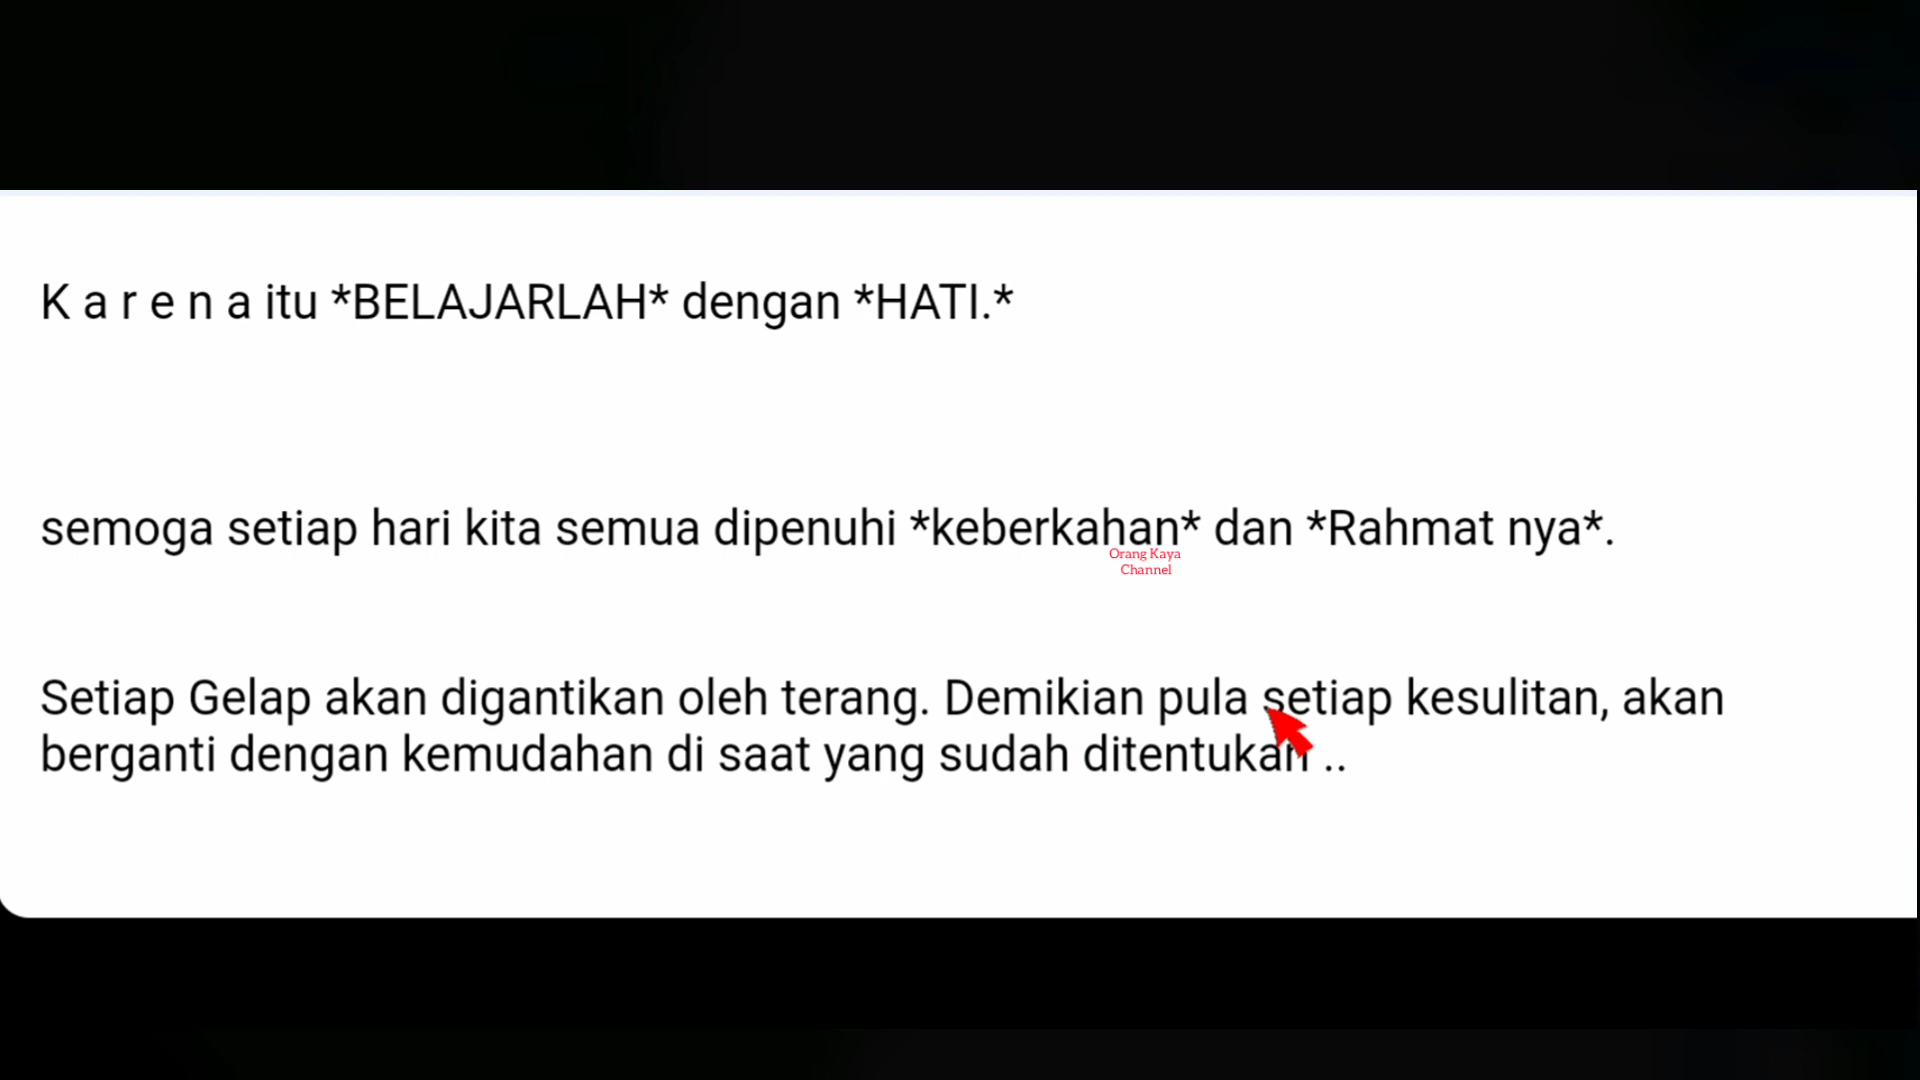 K a r e n a itu *BELAJARLAH* dengan *HATI.*
semoga setiap hari kita semua dipenuhi *keberkahan* dan *Rahmat nya*.
Orang Kaya
Channel
Setiap Gelap akan digantikan oleh terang. Demikian pula setiap kesulitan, akan
berganti dengan kemudahan di saat yang sudah ditentukan ..